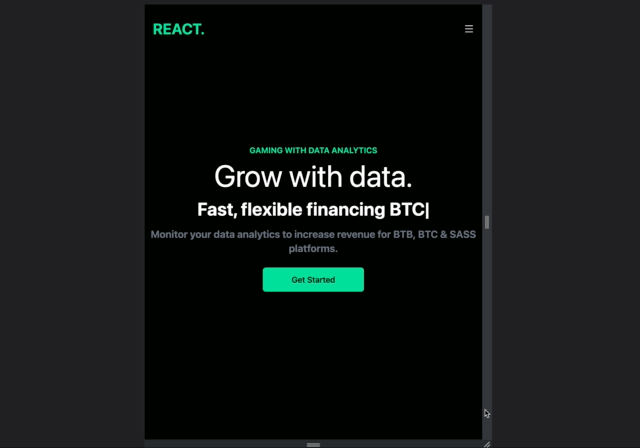 REACT.
GAMING WITH DATA ANALYTICS
Grow with data.
Fast, flexible financing BTC|
Monitor your data analytics to increase revenue for BTB, BTC & SASS
platforms.
Get Started